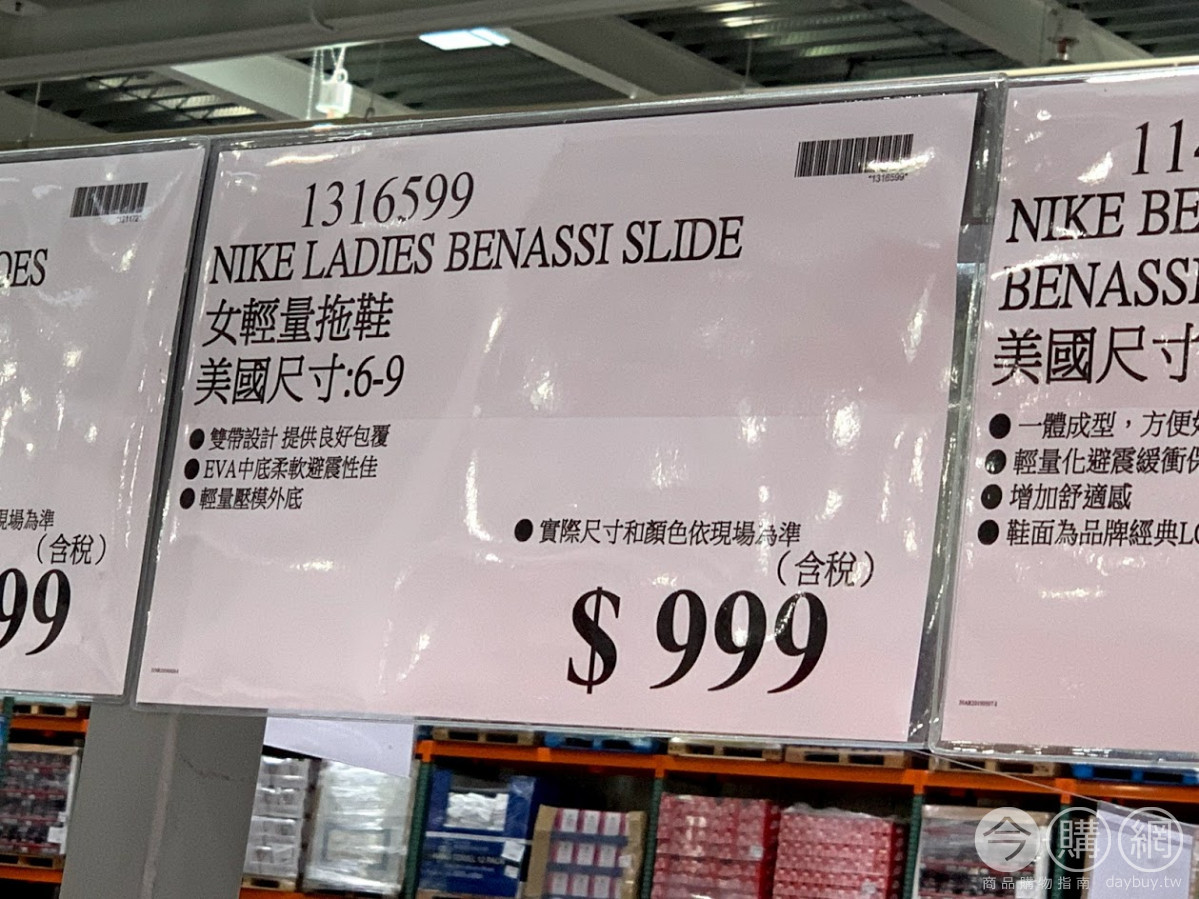 OES
現場為準
(含稅)
99
1316599
"1316599"
NIKE LADIES BENASSI SLIDE
女輕量拖鞋
美國尺寸:6-9
● 雙帶設計 提供良好包覆
● EVA中底柔軟避震性佳
● 輕量壓模外底
● 實際尺寸和顏色依現場為準
(含稅)
$ 999
114
NIKE BE
BENASSI
美國尺寸
● 一體成型，方便好
● 輕量化避震緩衝保
● 增加舒適感
● 鞋面為品牌經典LO
今購網
商品購物指南 daybuy.tw